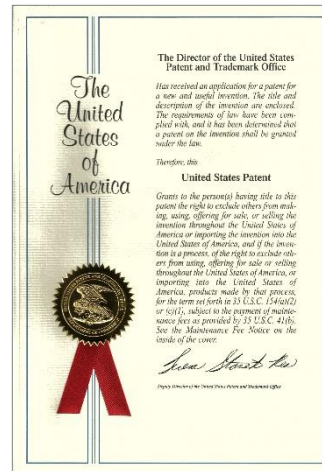 The
United
States
of
America
The Director of the United States
Patent and Trademark Office
Has received an application for a patent for
a new and useful invention. The title and
description of the invention are enclosed.
The requirements of law have been com-
plied with, and it has been determined that
a patent on the invention shall be granted
under the law.
Therefore, this
United States Patent
Grants to the person(s) having title to this
patent the right to exclude others from mak-
ing, using, offering for sale, or selling the
invention throughout the United States of
America or importing the invention into the
United States of America, and if the inven-
tion is a process, of the right to exclude oth-
ers from using, offering for sale or selling
throughout the United States of America, or
importing into the United States of
America, products made by that process,
for the term set forth in 35 U.S.C. 154(a)(2)
or (c)(1), subject to the payment of mainte-
nance fees as provided by 35 U.S.C. 41(b).
See the Maintenance Fee Notice on the
inside of the cover.
Deputy Director of the United States Patent and Trademark Office